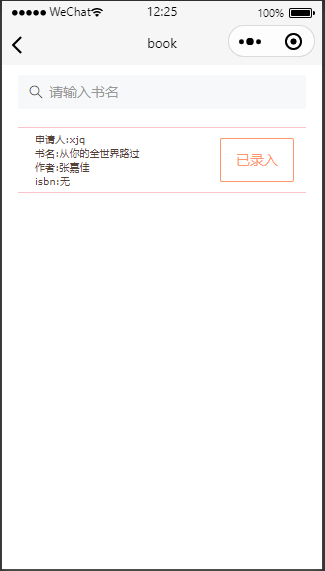 ●●●●● WeChat 12:25 100%
book
请输入书名
申请人:xjq
书名:从你的全世界路过
作者:张嘉佳
isbn:无
已录入